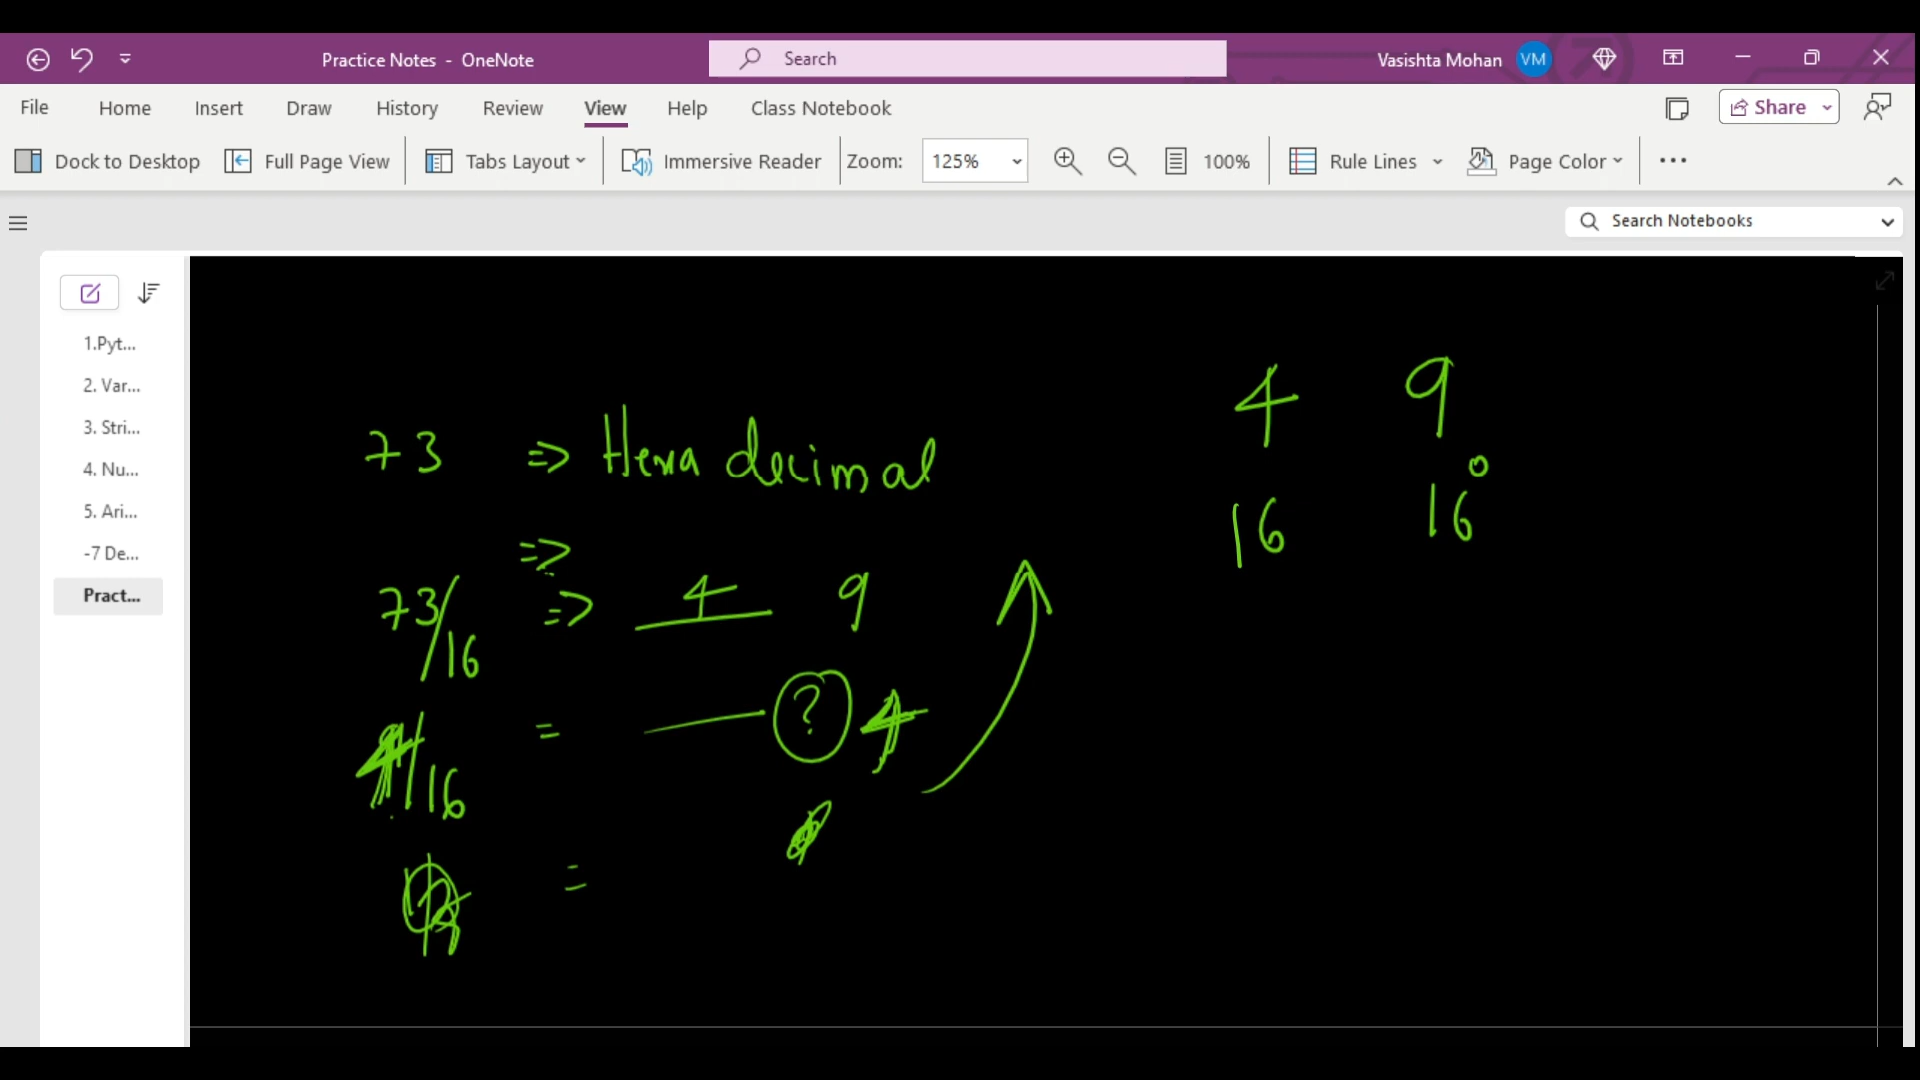 Practice Notes - OneNote
Search
Vasishta Mohan VM
File Home Insert Draw History Review View Help Class Notebook Share
Dock to Desktop Full Page View Tabs Layout Immersive Reader Zoom: 125% 100% Rule Lines Page Color
Search Notebooks
1.Pyt...
2. Var...
3. Stri...
4. Nu...
5. Ari...
-7 De...
Pract...
4 9
73 => Hexa decimal
16 16⁰
=>
73/16 => 4 9
4/16 = ? 4
=